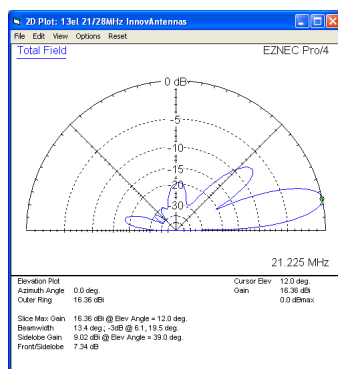 2D Plot: 13el 21/28MHz InnovAntennas
File Edit View Options Reset
Total Field
EZNEC Pro/4
0 dB
-5
-10
-15
-20
-30
21.225 MHz
Elevation Plot
Azimuth Angle 0.0 deg.
Outer Ring 16.36 dBi
Cursor Elev 12.0 deg.
Gain 16.36 dBi
0.0 dBmax
Slice Max Gain 16.36 dBi @ Elev Angle = 12.0 deg.
Beamwidth 13.4 deg.; -3dB @ 6.1, 19.5 deg.
Sidelobe Gain 9.02 dBi @ Elev Angle = 39.0 deg.
Front/Sidelobe 7.34 dB